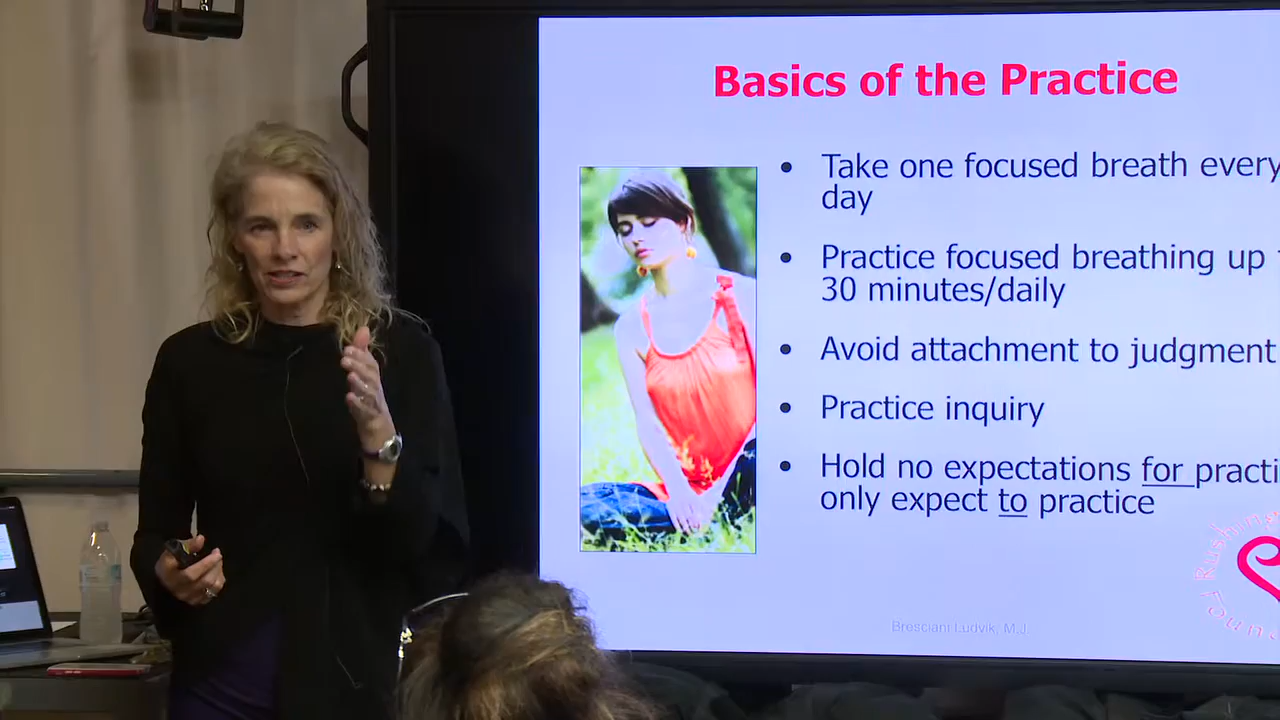 Basics of the Practice
• Take one focused breath every
day
• Practice focused breathing up
30 minutes/daily
• Avoid attachment to judgment
• Practice inquiry
• Hold no expectations for
only expect to practice
Bresciani Ludvik, M.J.